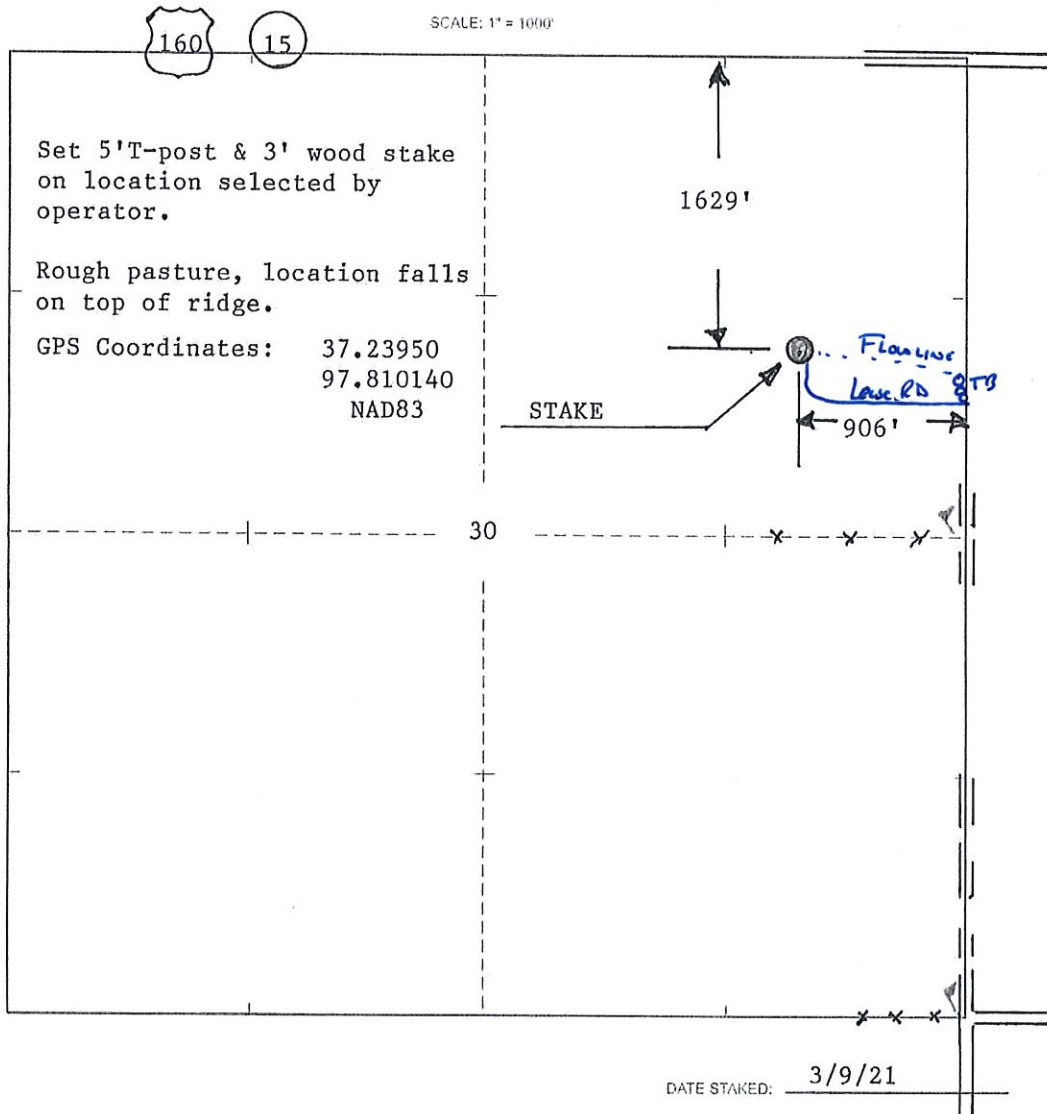 SCALE: 1" = 1000'
160 15
Set 5'T-post & 3' wood stake
on location selected by
operator.
1629'
Rough pasture, location falls
on top of ridge.
GPS Coordinates: 37.23950
97.810140
NAD83
Flowline
TB
Lease RD
STAKE
906'
30
DATE STAKED: 3/9/21